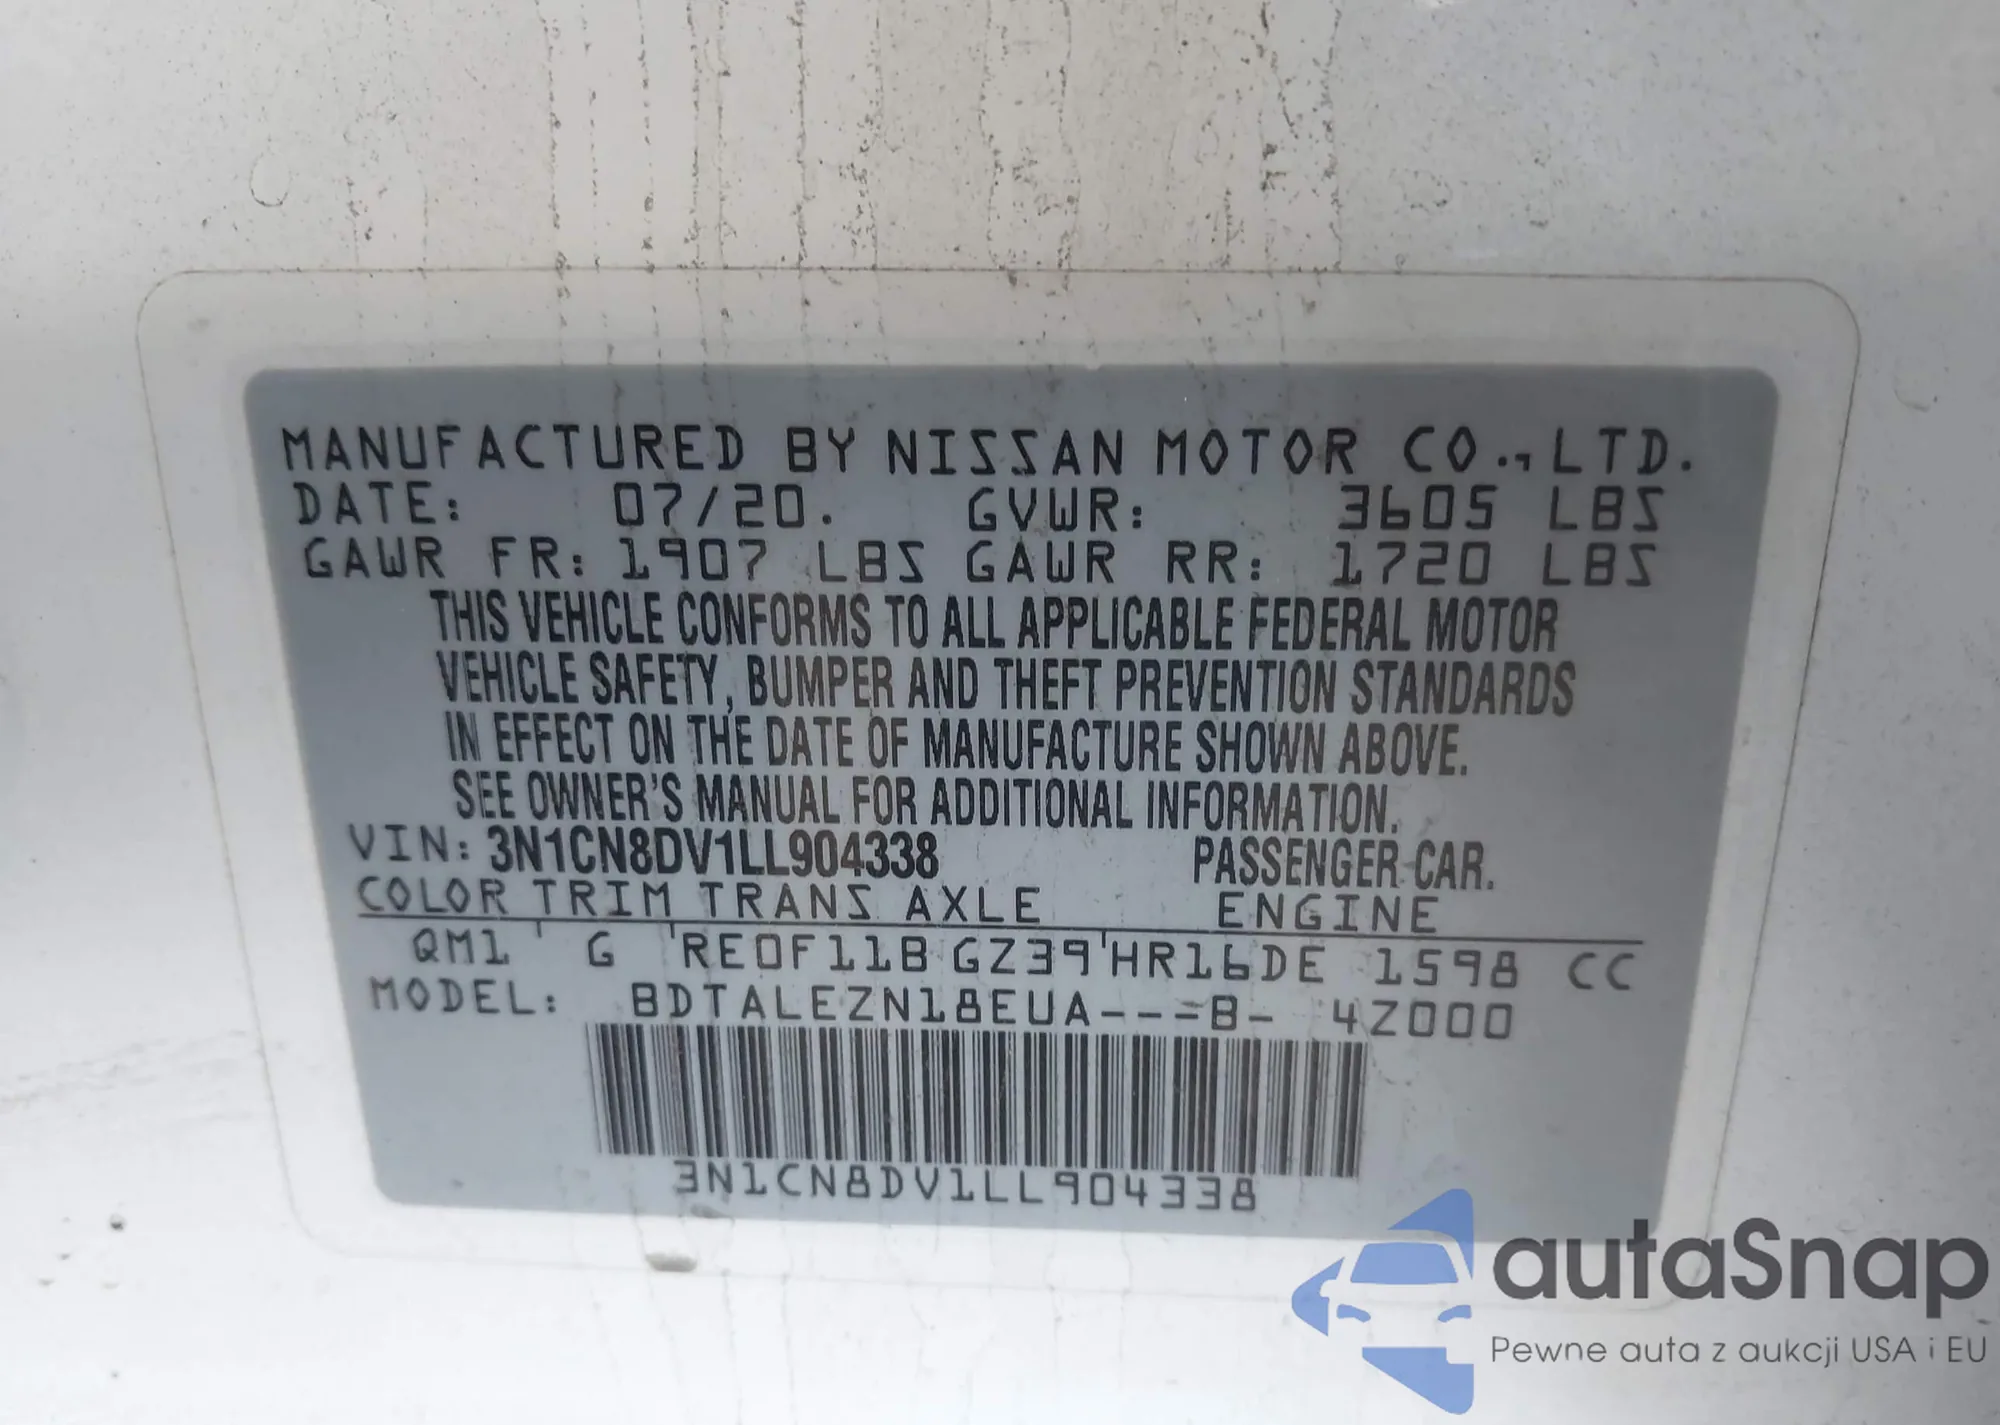 MANUFACTURED BY NISSAN MOTOR CO.,LTD.
DATE: 07/20. GVWR: 3605 LBS
GAWR FR: 1907 LBS GAWR RR: 1720 LBS
THIS VEHICLE CONFORMS TO ALL APPLICABLE FEDERAL MOTOR
VEHICLE SAFETY, BUMPER AND THEFT PREVENTION STANDARDS
IN EFFECT ON THE DATE OF MANUFACTURE SHOWN ABOVE.
SEE OWNER'S MANUAL FOR ADDITIONAL INFORMATION.
VIN: 3N1CN8DV1LL904338 PASSENGER CAR.
COLOR TRIM TRANS AXLE ENGINE
QM1 ' G 'RE0F11B GZ39'HR16DE 1598 CC
MODEL: BDTALEZN18EUA----B- 4Z000
3N1CN8DV1LL904338
autaSnap
Pewne auta z aukcji USA i EU